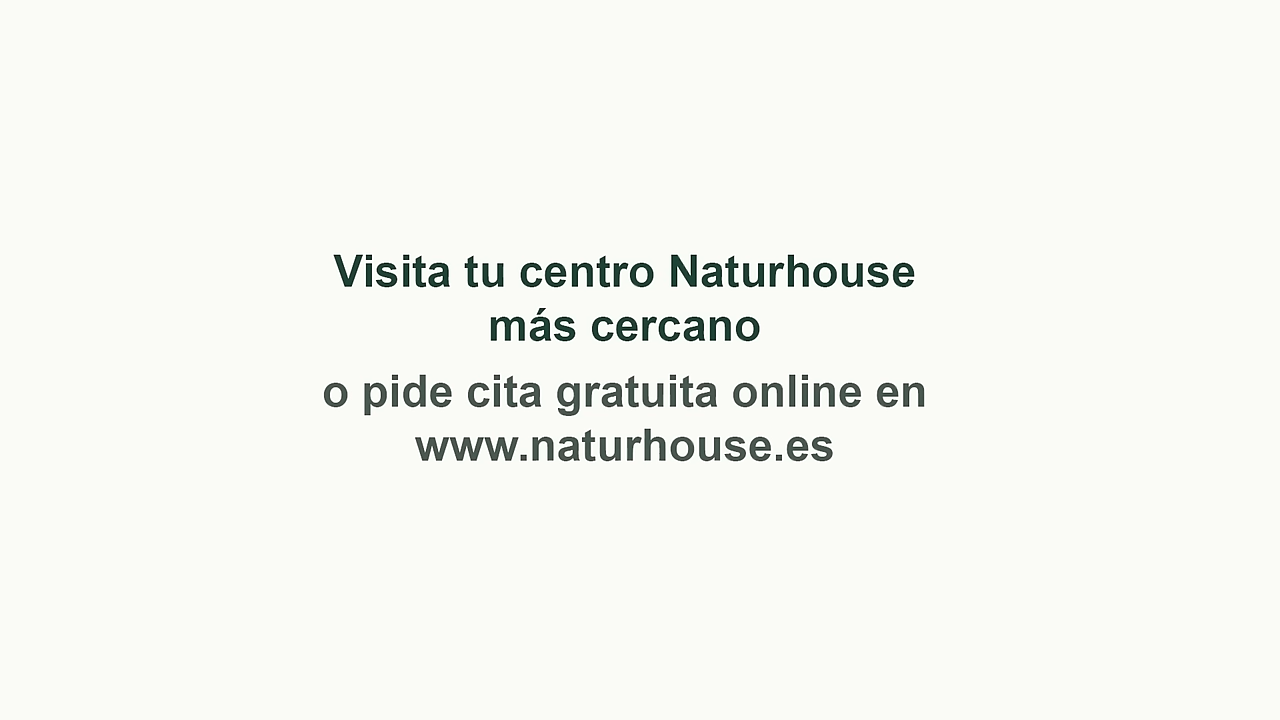 Visita tu centro Naturhouse
más cercano
o pide cita gratuita online en
www.naturhouse.es